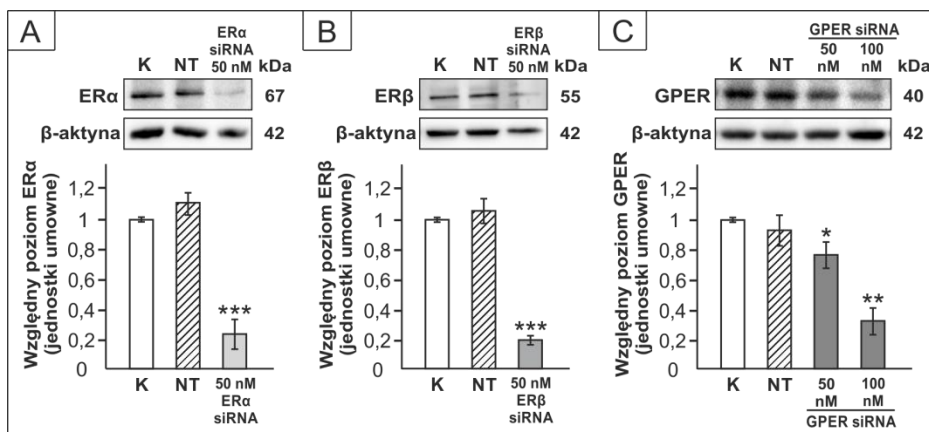 A
ERα
siRNA
K NT 50 nM kDa
ERα 67
β-aktyna 42
Względny poziom ERα
(jednostki umowne)
1,2
1
0,8
0,6
0,4
0,2
0
***
K NT 50 nM
ERα
siRNA
B
ERβ
siRNA
K NT 50 nM kDa
ERβ 55
β-aktyna 42
Względny poziom ERβ
(jednostki umowne)
1,2
1
0,8
0,6
0,4
0,2
0
***
K NT 50 nM
ERβ
siRNA
C
GPER siRNA
50 100
K NT nM nM kDa
GPER 40
β-aktyna 42
Względny poziom GPER
(jednostki umowne)
1,2
1
0,8
0,6
0,4
0,2
0
*
**
K NT 50 100
nM nM
GPER siRNA